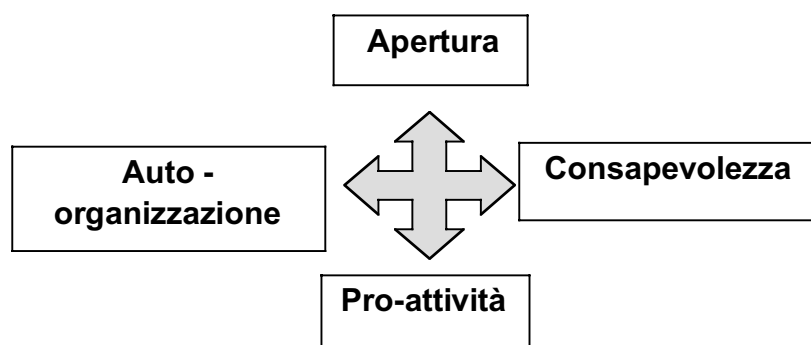 Apertura
Auto -
organizzazione
Consapevolezza
Pro-attività